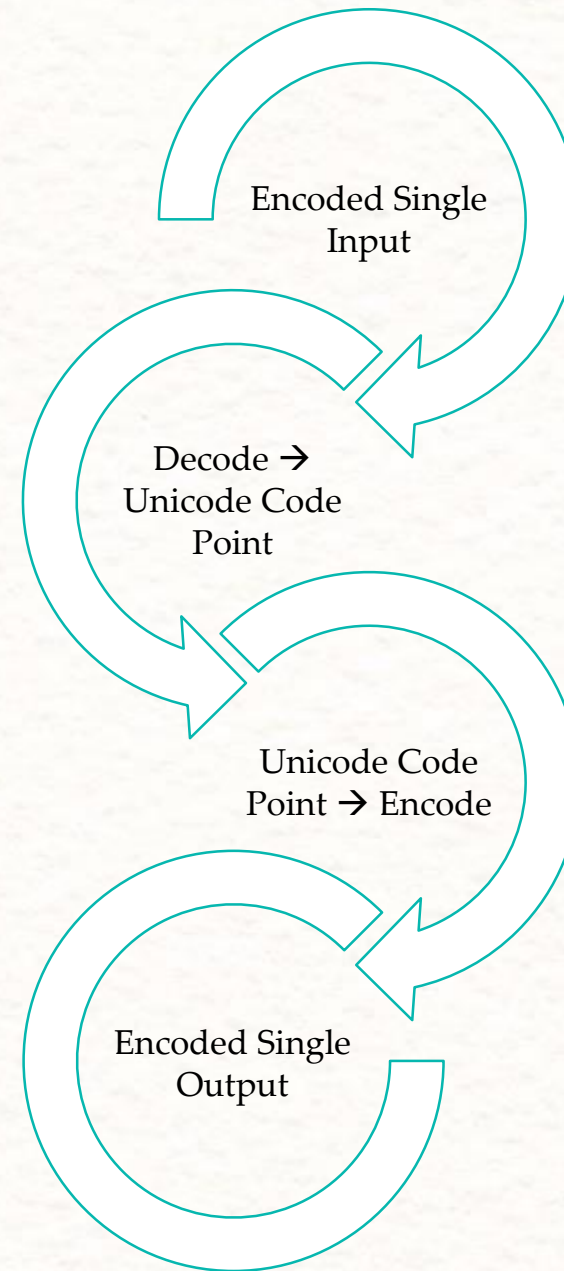 Encoded Single
Input
Decode →
Unicode Code
Point
Unicode Code
Point → Encode
Encoded Single
Output